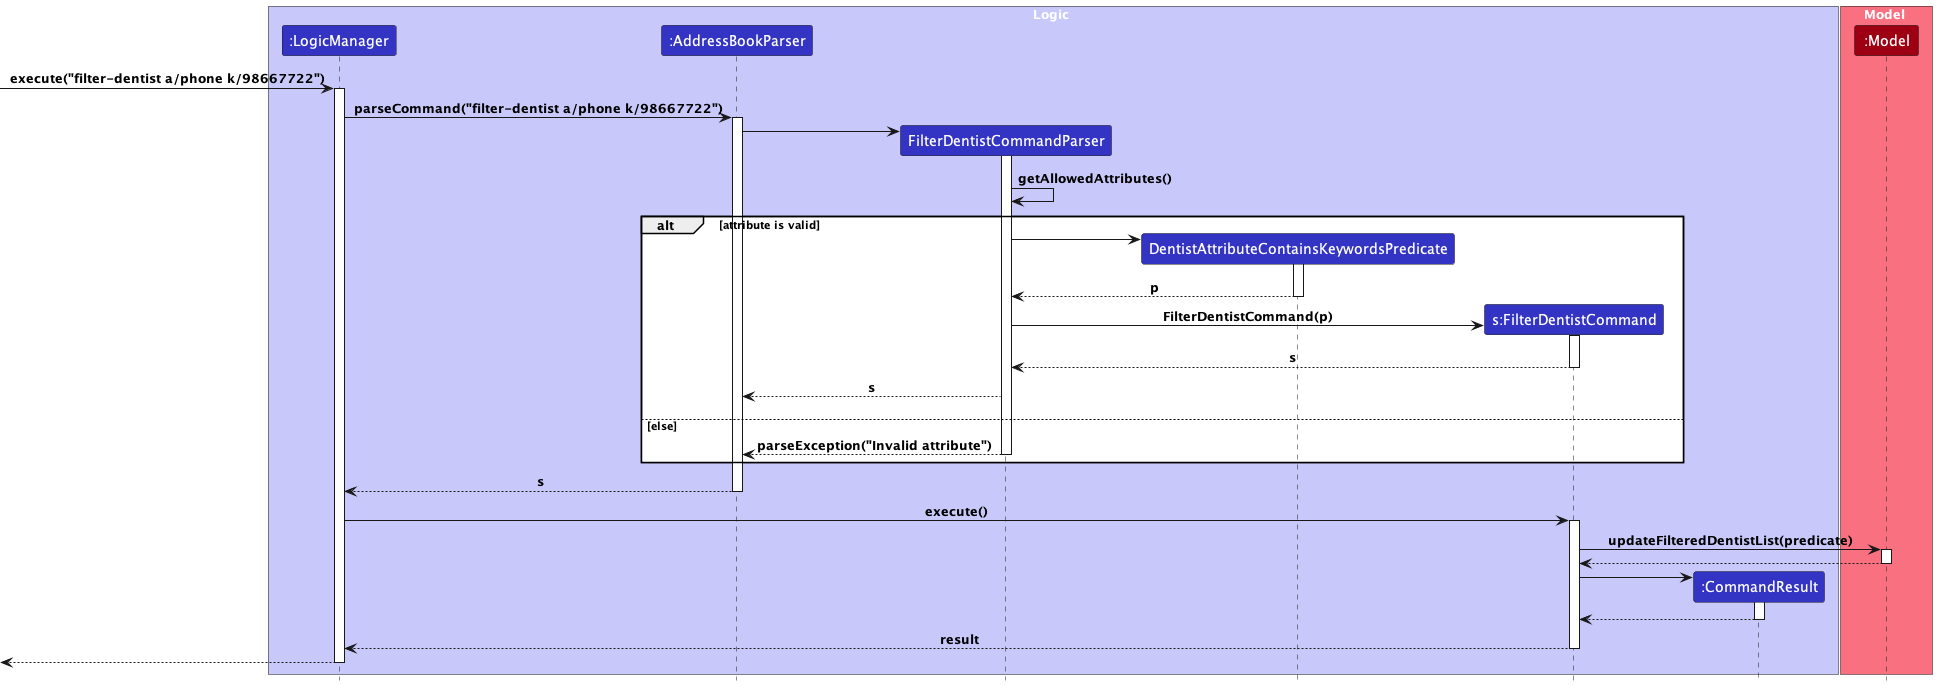 Logic
Model
:LogicManager
:AddressBookParser
:Model
execute("filter-dentist a/phone k/98667722")
parseCommand("filter-dentist a/phone k/98667722")
FilterDentistCommandParser
getAllowedAttributes()
alt
[attribute is valid]
DentistAttributeContainsKeywordsPredicate
p
FilterDentistCommand(p)
s:FilterDentistCommand
s
s
[else]
parseException("Invalid attribute")
s
execute()
updateFilteredDentistList(predicate)
:CommandResult
result